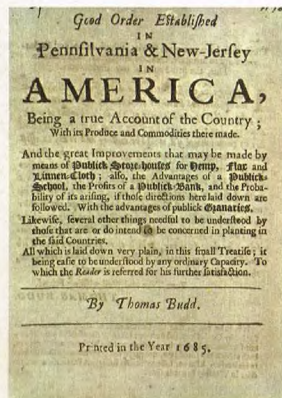 Good Order Established
IN
Pennsilvania & New-Jersey
IN
AMERICA,
Being a true Account of the Country ;
With its Produce and Commodities there made.
And the great Improvements that may be made by
means of Publick Store-houses for Hemp, Flax and
Linnen-Cloth ; also, the Advantages of a Publick-
School, the Profits of a Publick-Bank, and the Proba-
bility of its arising, if those directions here laid down are
followed. With the advantages of publick Granaries.
Likewise, several other things needful to be understood by
those that are or do intend to be concerned in planting in
the said Countries.
All which is laid down very plain, in this small Treatise ; it
being easie to be understood by any ordinary Capacity. To
which the Reader is referred for his further satisfaction.
By Thomas Budd.
Printed in the Year 1685.